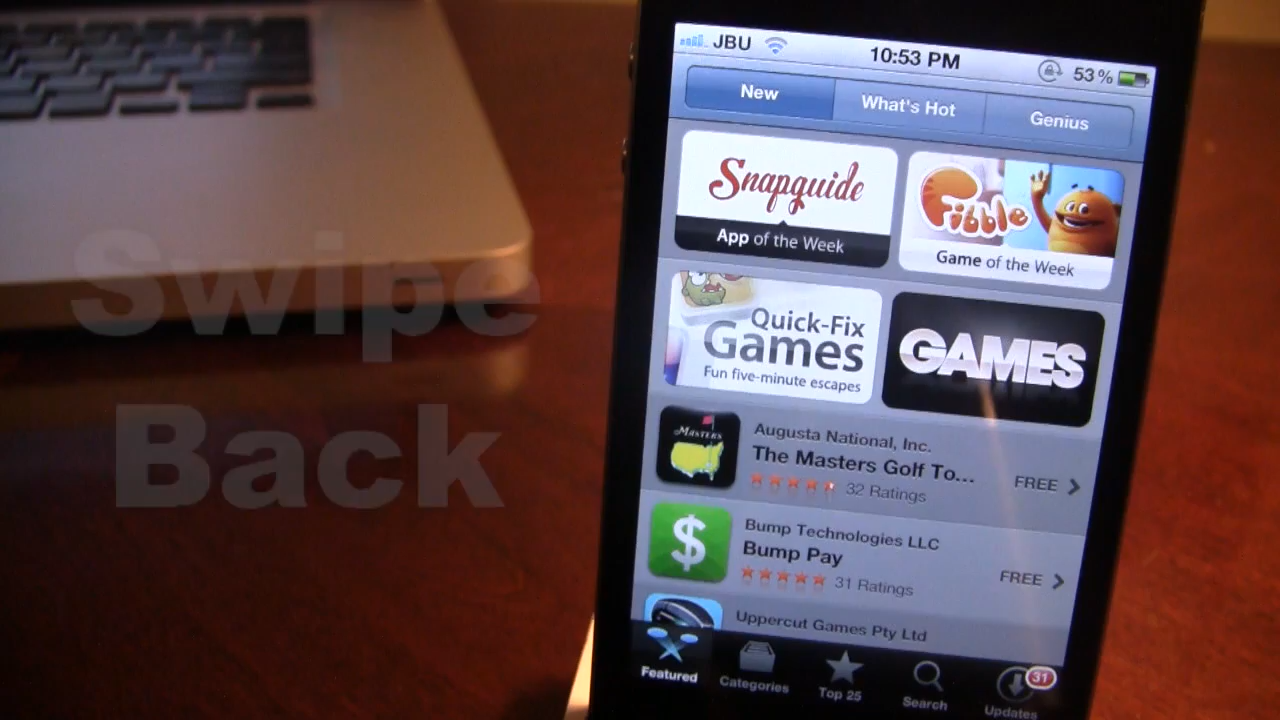 Swipe
Back
JBU
10:53 PM
53%
New
What's Hot
Genius
Snapguide
App of the Week
Fibble
Game of the Week
Quick-Fix
Games
Fun five-minute escapes
GAMES
MASTERS
Augusta National, Inc.
The Masters Golf To...
32 Ratings
FREE
$
Bump Technologies LLC
Bump Pay
31 Ratings
FREE
Uppercut Games Pty Ltd
Featured
Categories
Top 25
Search
Updates
31